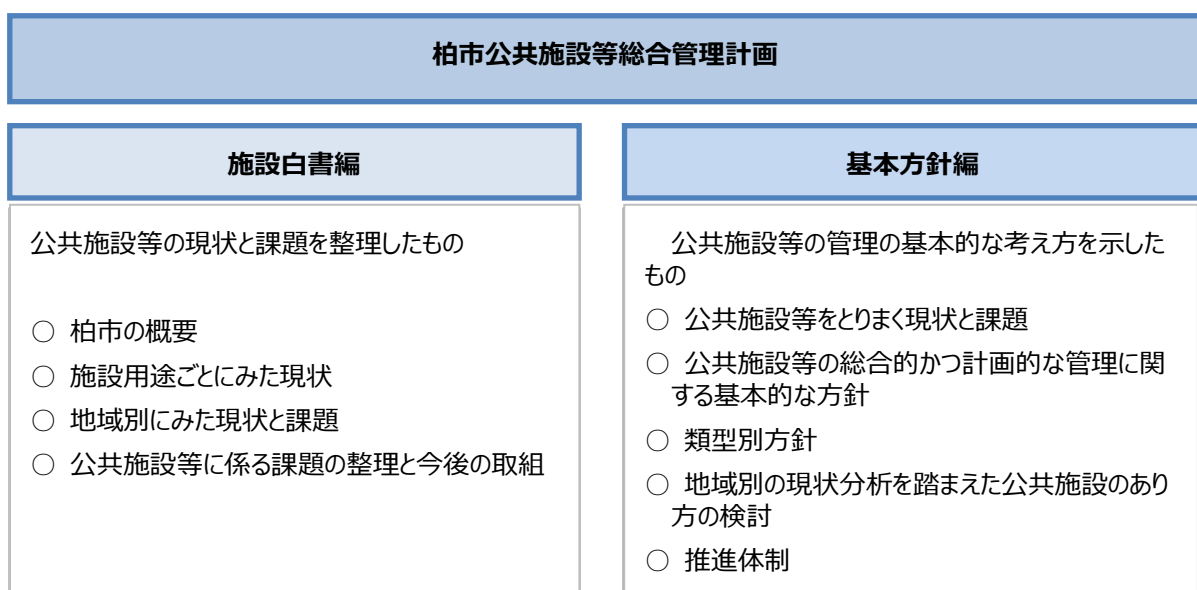 柏市公共施設等総合管理計画
施設白書編
公共施設等の現状と課題を整理したもの
○ 柏市の概要
○ 施設用途ごとにみた現状
○ 地域別にみた現状と課題
○ 公共施設等に係る課題の整理と今後の取組
基本方針編
公共施設等の管理の基本的な考え方を示した
もの
○ 公共施設等をとりまく現状と課題
○ 公共施設等の総合的かつ計画的な管理に関
する基本的な方針
○ 類型別方針
○ 地域別の現状分析を踏まえた公共施設のあり
方の検討
○ 推進体制